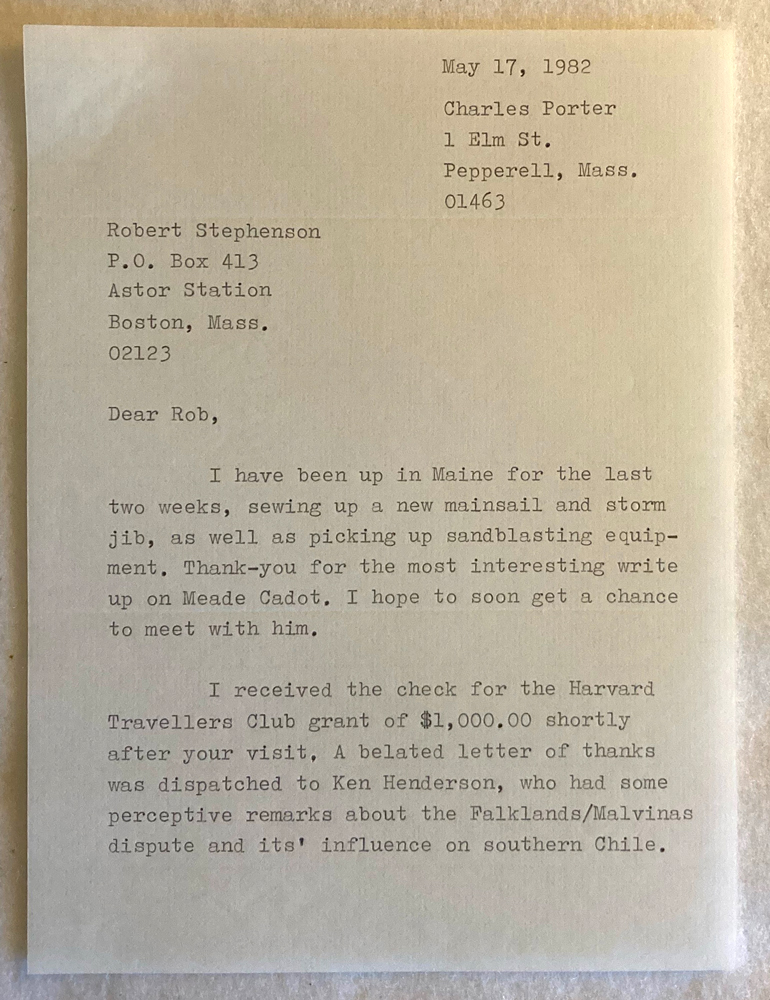 May 17, 1982
Charles Porter
1 Elm St.
Pepperell, Mass.
01463
Robert Stephenson
P.O. Box 413
Astor Station
Boston, Mass.
02123
Dear Rob,
I have been up in Maine for the last
two weeks, sewing up a new mainsail and storm
jib, as well as picking up sandblasting equip-
ment. Thank-you for the most interesting write
up on Meade Cadot. I hope to soon get a chance
to meet with him.
I received the check for the Harvard
Travellers Club grant of $1,000.00 shortly
after your visit. A belated letter of thanks
was dispatched to Ken Henderson, who had some
perceptive remarks about the Falklands/Malvinas
dispute and its' influence on southern Chile.